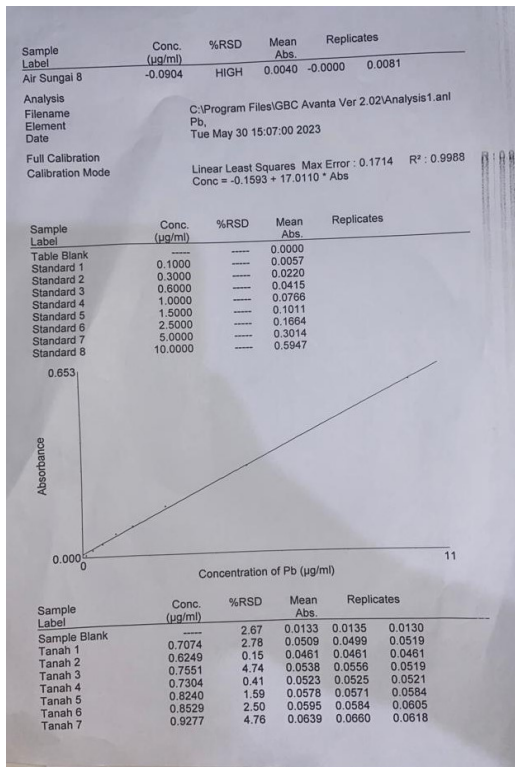 Sample Conc. %RSD Mean Replicates
Label (µg/ml) Abs.
Air Sungai 8 -0.0904 HIGH 0.0040 -0.0000 0.0081
Analysis
Filename C:\Program Files\GBC Avanta Ver 2.02\Analysis1.anl
Element Pb,
Date Tue May 30 15:07:00 2023
Full Calibration
Calibration Mode Linear Least Squares Max Error : 0.1714 R² : 0.9988
Conc = -0.1593 + 17.0110 * Abs
Sample Conc. %RSD Mean Replicates
Label (µg/ml) Abs.
Table Blank ----- ----- 0.0000
Standard 1 0.1000 ----- 0.0057
Standard 2 0.3000 ----- 0.0220
Standard 3 0.6000 ----- 0.0415
Standard 4 1.0000 ----- 0.0766
Standard 5 1.5000 ----- 0.1011
Standard 6 2.5000 ----- 0.1664
Standard 7 5.0000 ----- 0.3014
Standard 8 10.0000 ----- 0.5947
0.653
Absorbance
0.000
0 11
Concentration of Pb (µg/ml)
Sample Conc. %RSD Mean Replicates
Label (µg/ml) Abs.
Sample Blank ----- 2.67 0.0133 0.0135 0.0130
Tanah 1 0.7074 2.78 0.0509 0.0499 0.0519
Tanah 2 0.6249 0.15 0.0461 0.0461 0.0461
Tanah 3 0.7551 4.74 0.0538 0.0556 0.0519
Tanah 4 0.7304 0.41 0.0523 0.0525 0.0521
Tanah 5 0.8240 1.59 0.0578 0.0571 0.0584
Tanah 6 0.8529 2.50 0.0595 0.0584 0.0605
Tanah 7 0.9277 4.76 0.0639 0.0660 0.0618